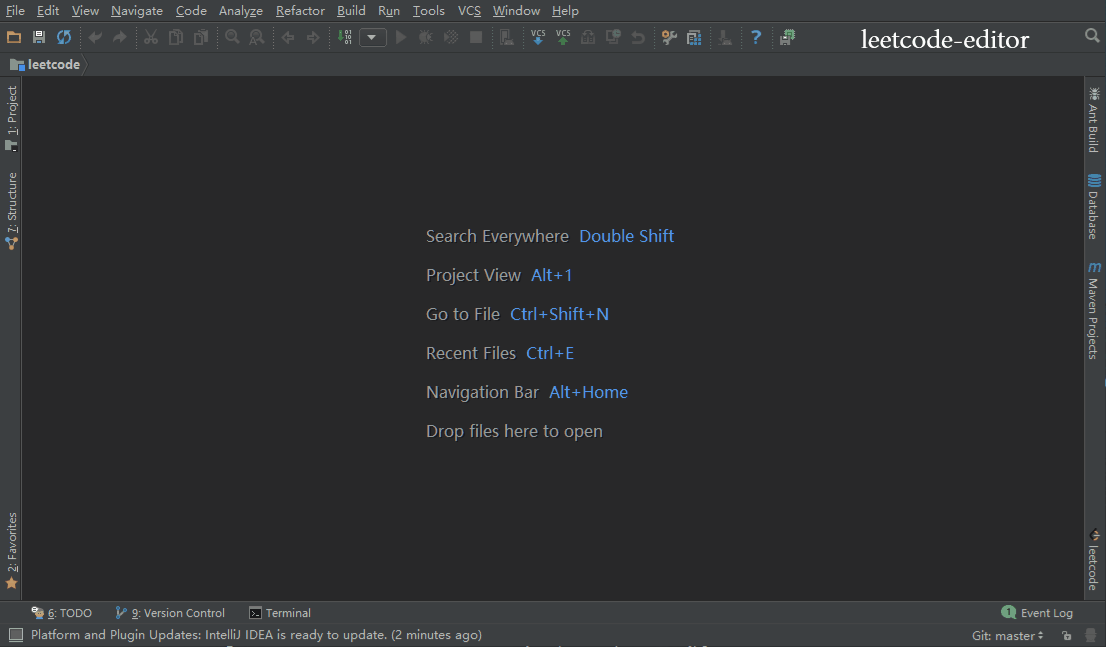 File Edit View Navigate Code Analyze Refactor Build Run Tools VCS Window Help
VCS VCS ? leetcode-editor
leetcode
1: Project
7: Structure
2: Favorites
Search Everywhere Double Shift
Project View Alt+1
Go to File Ctrl+Shift+N
Recent Files Ctrl+E
Navigation Bar Alt+Home
Drop files here to open
Ant Build
Database
m Maven Projects
leetcode
6: TODO 9: Version Control Terminal 1 Event Log
Platform and Plugin Updates: IntelliJ IDEA is ready to update. (2 minutes ago) Git: master